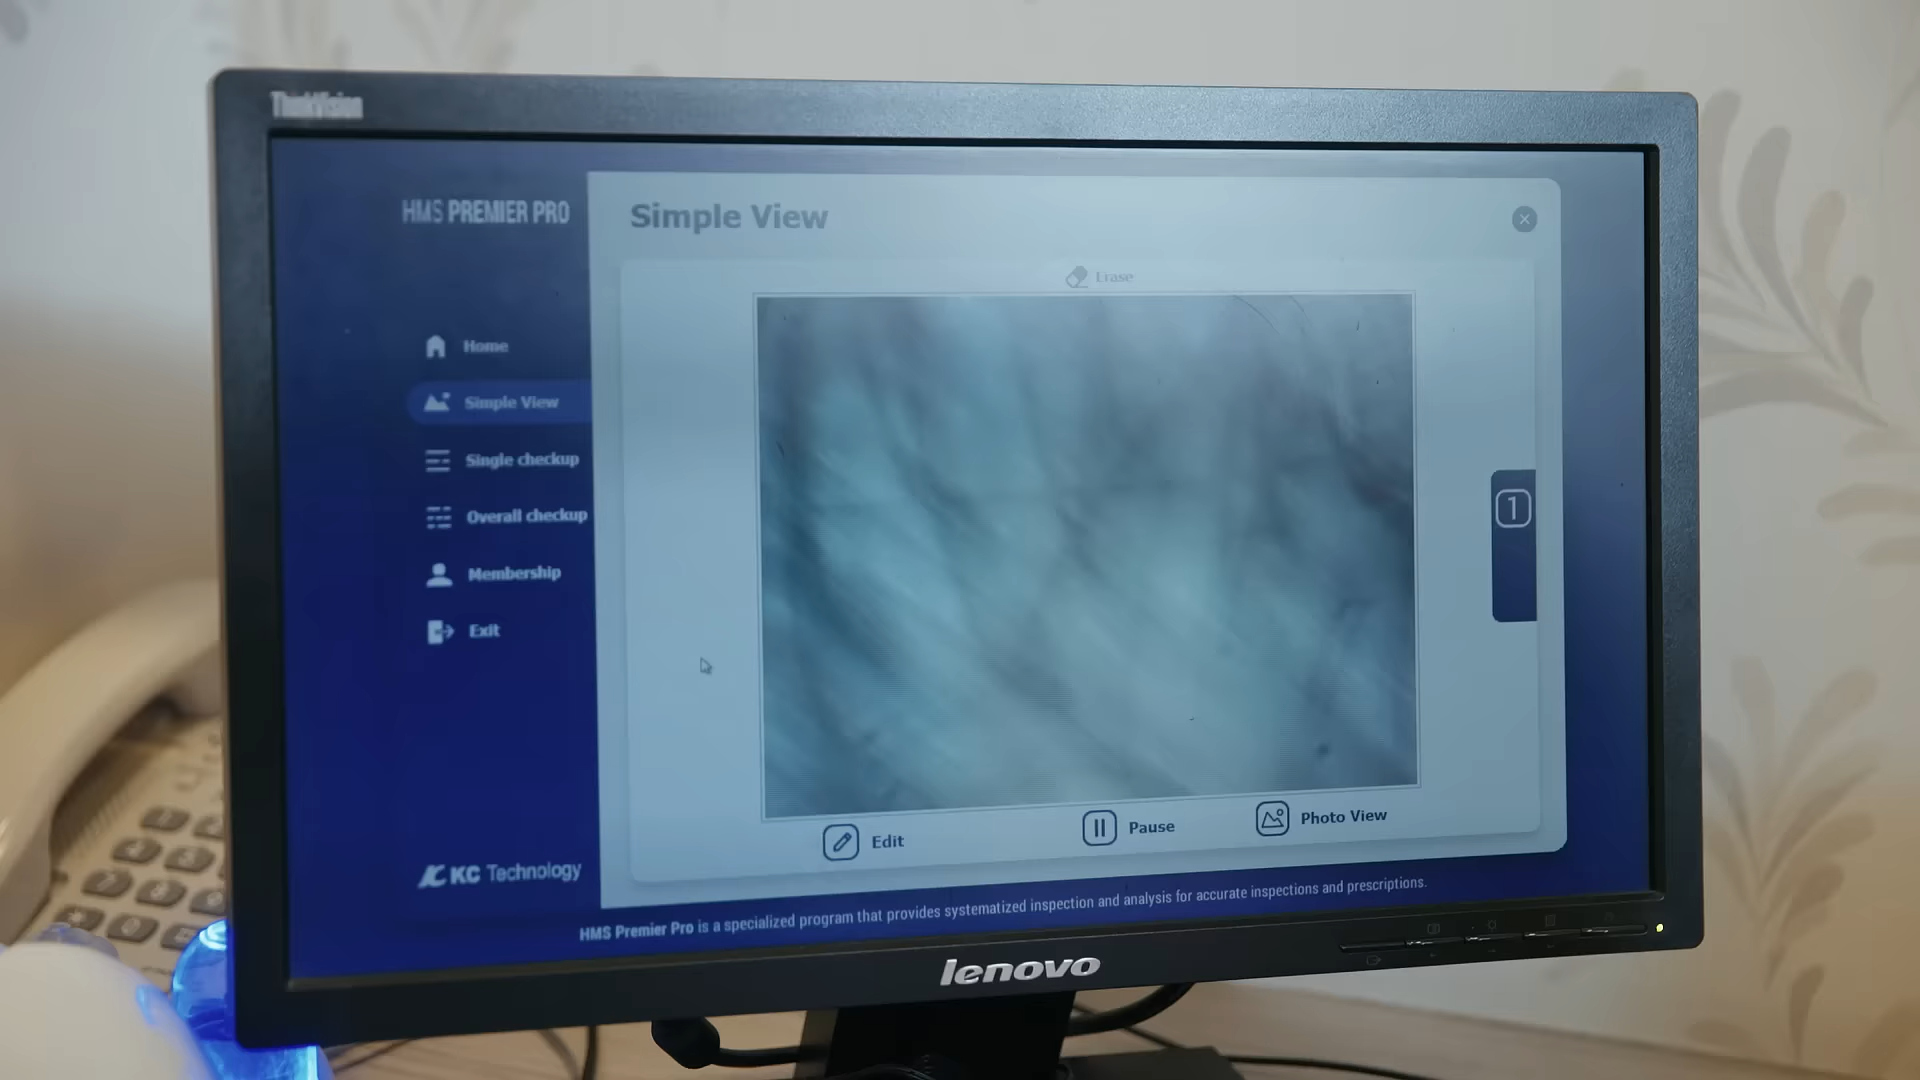 ThinkVision
HMS PREMIER PRO
Simple View
Erase
Home
Simple View
Single checkup
Overall checkup
Membership
Exit
1
Edit
Pause
Photo View
KC Technology
HMS Premier Pro is a specialized program that provides systematized inspection and analysis for accurate inspections and prescriptions.
lenovo